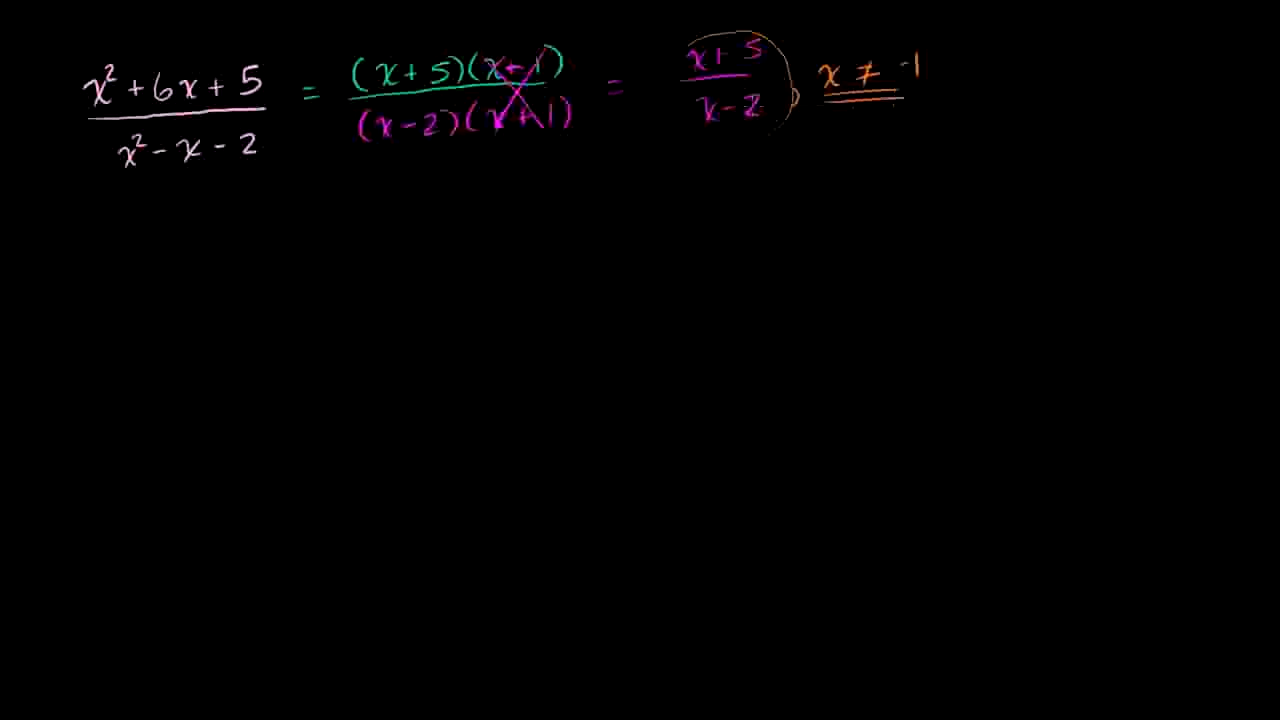 x² + 6x + 5 = (x + 5)(x + 1) = x + 5, x ≠ -1
x² - x - 2 (x - 2)(x + 1) x - 2